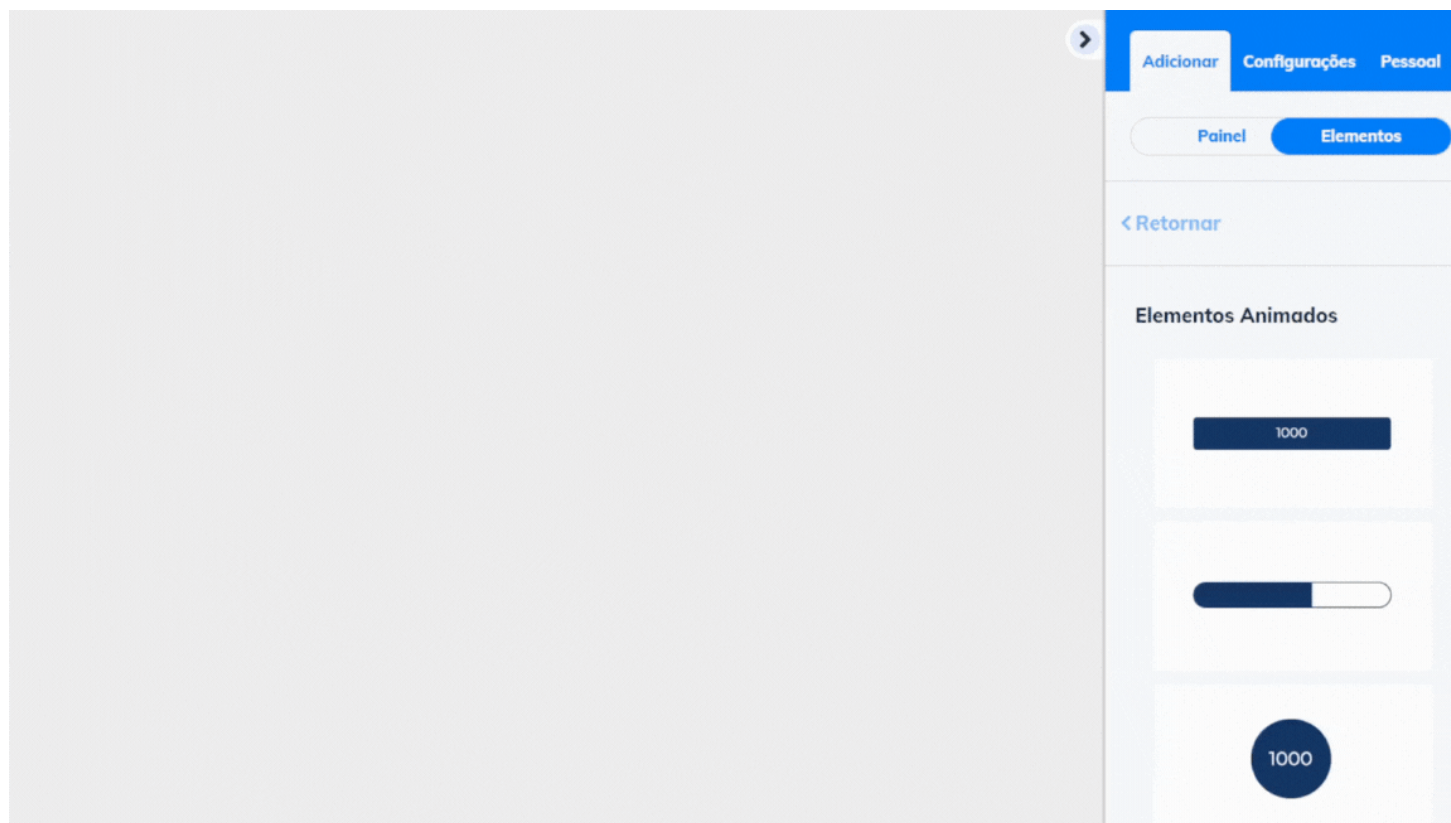 Adicionar Configurações Pessoal
Painel Elementos
Retornar
Elementos Animados
1000
1000